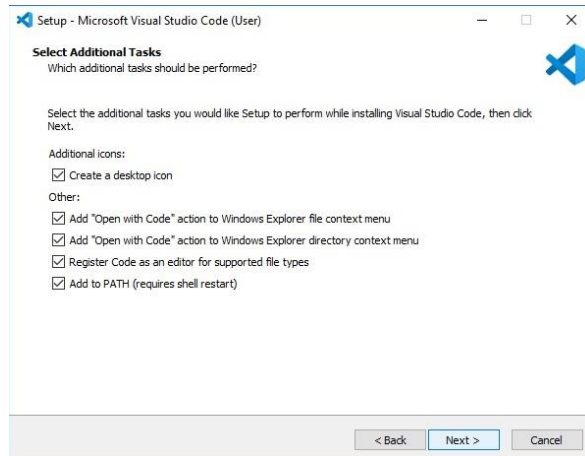 Setup - Microsoft Visual Studio Code (User)
Select Additional Tasks
Which additional tasks should be performed?
Select the additional tasks you would like Setup to perform while installing Visual Studio Code, then click
Next.
Additional icons:
Create a desktop icon
Other:
Add "Open with Code" action to Windows Explorer file context menu
Add "Open with Code" action to Windows Explorer directory context menu
Register Code as an editor for supported file types
Add to PATH (requires shell restart)
< Back Next > Cancel